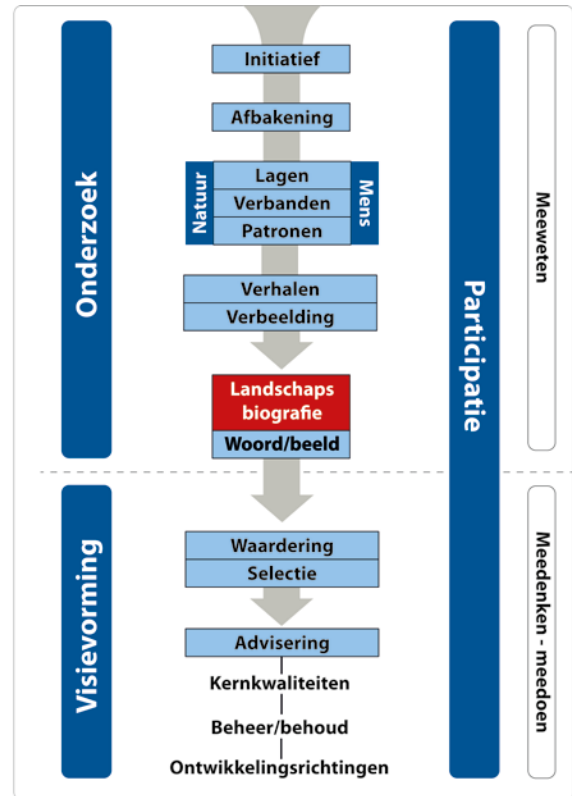 Onderzoek
Initiatief
Afbakening
Natuur
Lagen
Verbanden
Patronen
Mens
Verhalen
Verbeelding
Landschaps
biografie
Woord/beeld
Participatie
Meeweten
Visievorming
Waardering
Selectie
Advisering
Kernkwaliteiten
Beheer/behoud
Ontwikkelingsrichtingen
Meedenken - meedoen